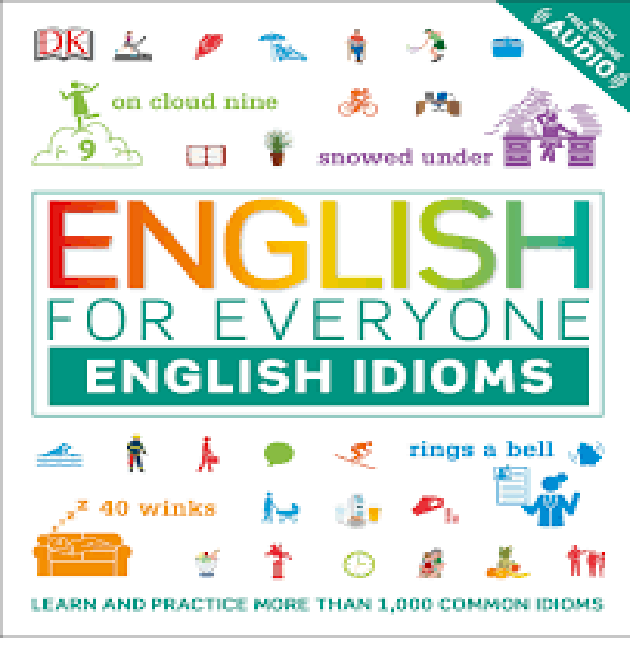 DK
WITH
FREE ONLINE
AUDIO
on cloud nine
9
snowed under
ENGLISH
FOR EVERYONE
ENGLISH IDIOMS
rings a bell
z z 40 winks
LEARN AND PRACTICE MORE THAN 1,000 COMMON IDIOMS